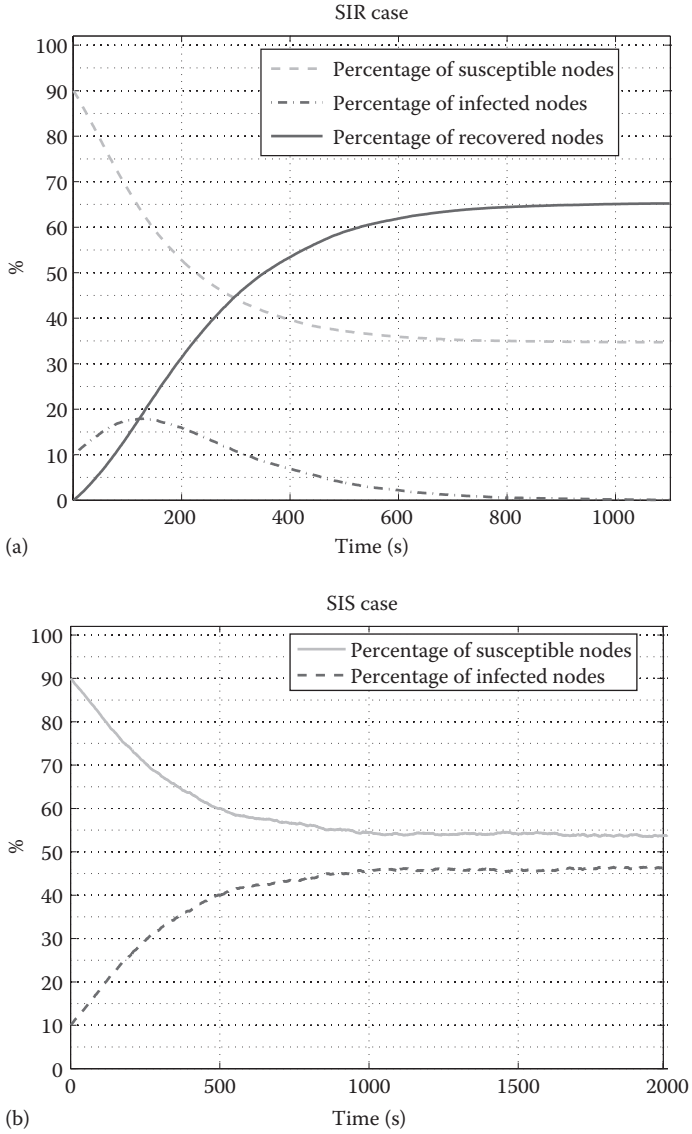 SIR case
100
90
80
70
60
50
40
30
20
10
0
%
Percentage of susceptible nodes
Percentage of infected nodes
Percentage of recovered nodes
200 400 600 800 1000
(a)
Time (s)
SIS case
100
90
80
70
60
50
40
30
20
10
0
%
Percentage of susceptible nodes
Percentage of infected nodes
0 500 1000 1500 2000
(b)
Time (s)